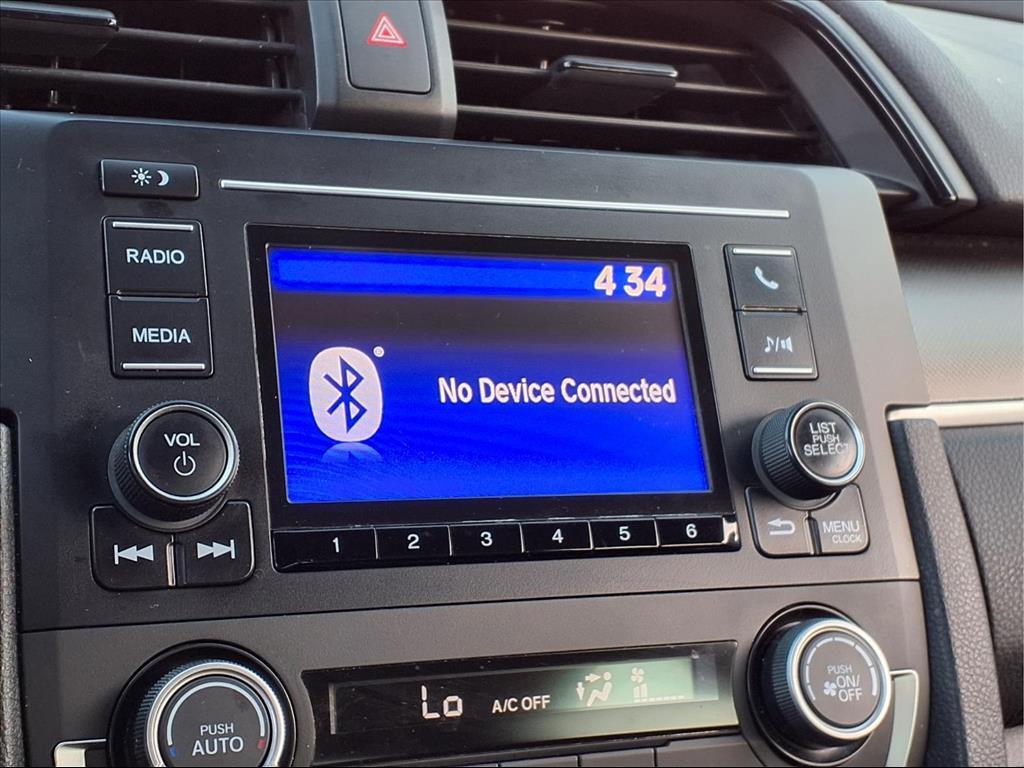 RADIO
MEDIA
4 34
No Device Connected
VOL
LIST
PUSH
SELECT
1 2 3 4 5 6
MENU
CLOCK
Lo A/C OFF
PUSH
AUTO
PUSH
ON/
OFF